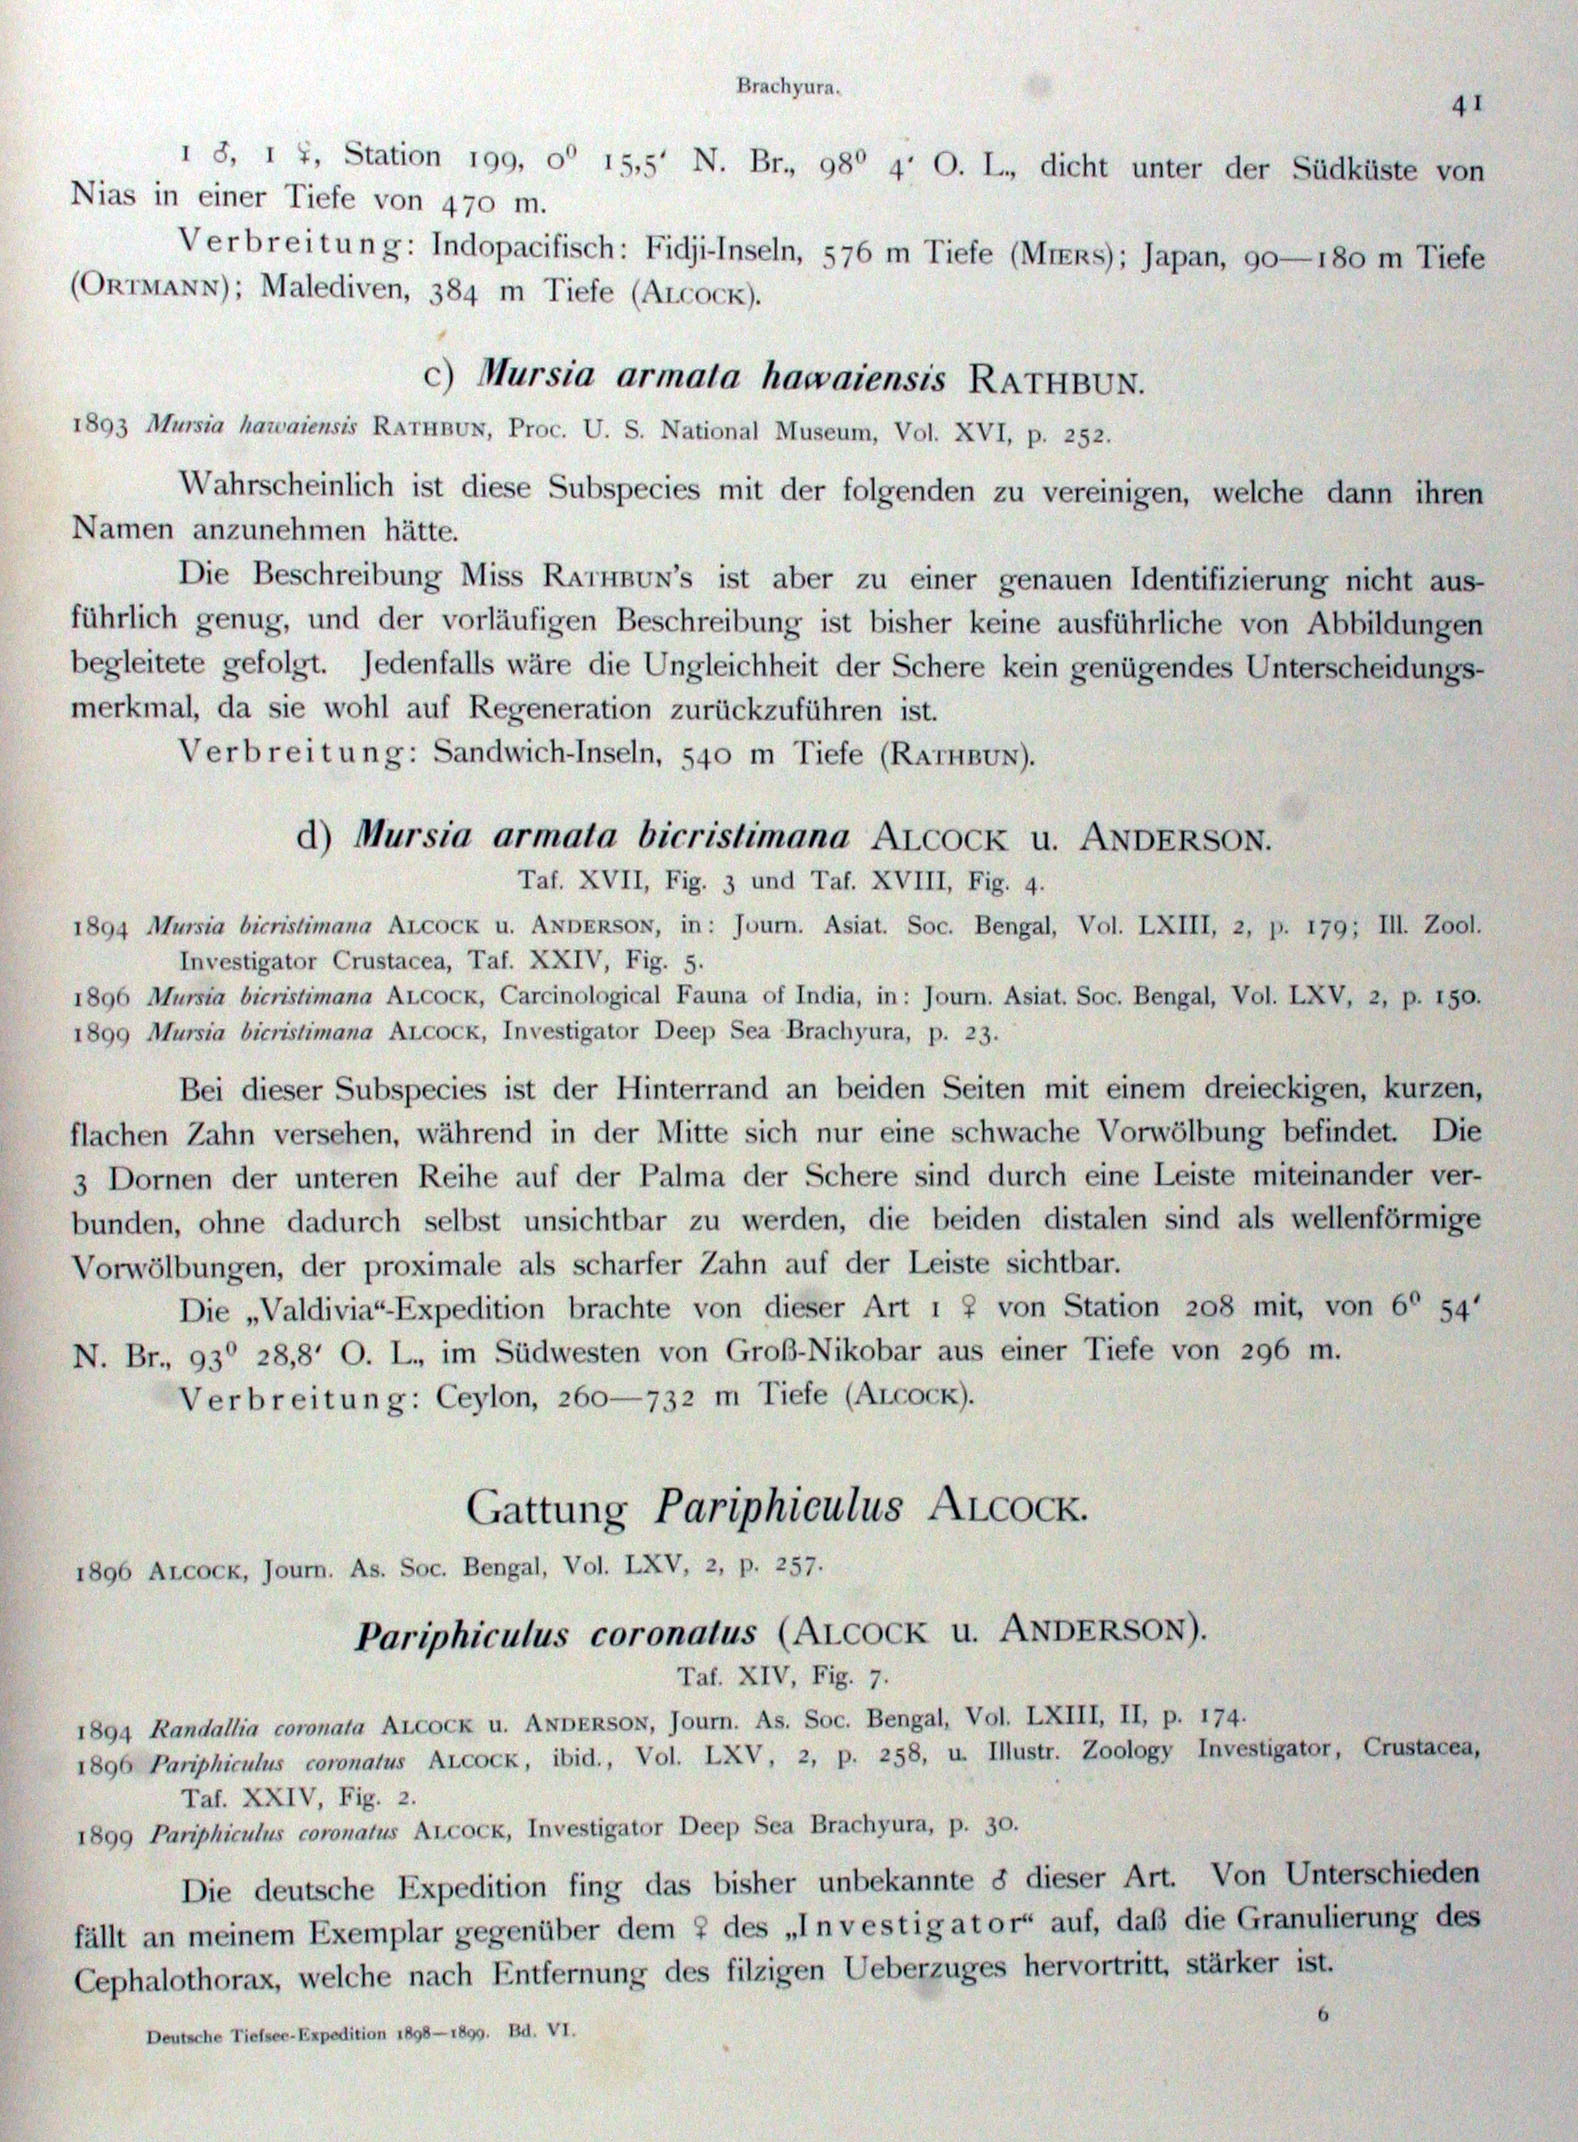 Brachyura.
41
1 ♂, 1 ♀, Station 199, 0⁰ 15,5' N. Br., 98⁰ 4' O. L., dicht unter der Südküste von
Nias in einer Tiefe von 470 m.
Verbreitung: Indopacifisch: Fidji-Inseln, 576 m Tiefe (MIERS); Japan, 90—180 m Tiefe
(ORTMANN); Malediven, 384 m Tiefe (ALCOCK).
c) Mursia armata hawaiensis RATHBUN.
1893 Mursia hawaiensis RATHBUN, Proc. U. S. National Museum, Vol. XVI, p. 252.
Wahrscheinlich ist diese Subspecies mit der folgenden zu vereinigen, welche dann ihren
Namen anzunehmen hätte.
Die Beschreibung Miss RATHBUN's ist aber zu einer genauen Identifizierung nicht aus-
führlich genug, und der vorläufigen Beschreibung ist bisher keine ausführliche von Abbildungen
begleitete gefolgt. Jedenfalls wäre die Ungleichheit der Schere kein genügendes Unterscheidungs-
merkmal, da sie wohl auf Regeneration zurückzuführen ist.
Verbreitung: Sandwich-Inseln, 540 m Tiefe (RATHBUN).
d) Mursia armata bicristimana ALCOCK u. ANDERSON.
Taf. XVII, Fig. 3 und Taf. XVIII, Fig. 4.
1894 Mursia bicristimana ALCOCK u. ANDERSON, in: Journ. Asiat. Soc. Bengal, Vol. LXIII, 2, p. 179; Ill. Zool.
Investigator Crustacea, Taf. XXIV, Fig. 5.
1896 Mursia bicristimana ALCOCK, Carcinological Fauna of India, in: Journ. Asiat. Soc. Bengal, Vol. LXV, 2, p. 150.
1899 Mursia bicristimana ALCOCK, Investigator Deep Sea Brachyura, p. 23.
Bei dieser Subspecies ist der Hinterrand an beiden Seiten mit einem dreieckigen, kurzen,
flachen Zahn versehen, während in der Mitte sich nur eine schwache Vorwölbung befindet. Die
3 Dornen der unteren Reihe auf der Palma der Schere sind durch eine Leiste miteinander ver-
bunden, ohne dadurch selbst unsichtbar zu werden, die beiden distalen sind als wellenförmige
Vorwölbungen, der proximale als scharfer Zahn auf der Leiste sichtbar.
Die „Valdivia“-Expedition brachte von dieser Art 1 ♀ von Station 208 mit, von 6⁰ 54'
N. Br., 93⁰ 28,8' O. L., im Südwesten von Groß-Nikobar aus einer Tiefe von 296 m.
Verbreitung: Ceylon, 260—732 m Tiefe (ALCOCK).
Gattung Pariphiculus ALCOCK.
1896 ALCOCK, Journ. As. Soc. Bengal, Vol. LXV, 2, p. 257.
Pariphiculus coronatus (ALCOCK u. ANDERSON).
Taf. XIV, Fig. 7.
1894 Randallia coronata ALCOCK u. ANDERSON, Journ. As. Soc. Bengal, Vol. LXIII, II, p. 174.
1896 Pariphiculus coronatus ALCOCK, ibid., Vol. LXV, 2, p. 258, u. Illustr. Zoology Investigator, Crustacea,
Taf. XXIV, Fig. 2.
1899 Pariphiculus coronatus ALCOCK, Investigator Deep Sea Brachyura, p. 30.
Die deutsche Expedition fing das bisher unbekannte ♂ dieser Art. Von Unterschieden
fällt an meinem Exemplar gegenüber dem ♀ des „Investigator“ auf, daß die Granulierung des
Cephalothorax, welche nach Entfernung des filzigen Ueberzuges hervortritt, stärker ist.
Deutsche Tiefsee-Expedition 1898—1899. Bd. VI.
6